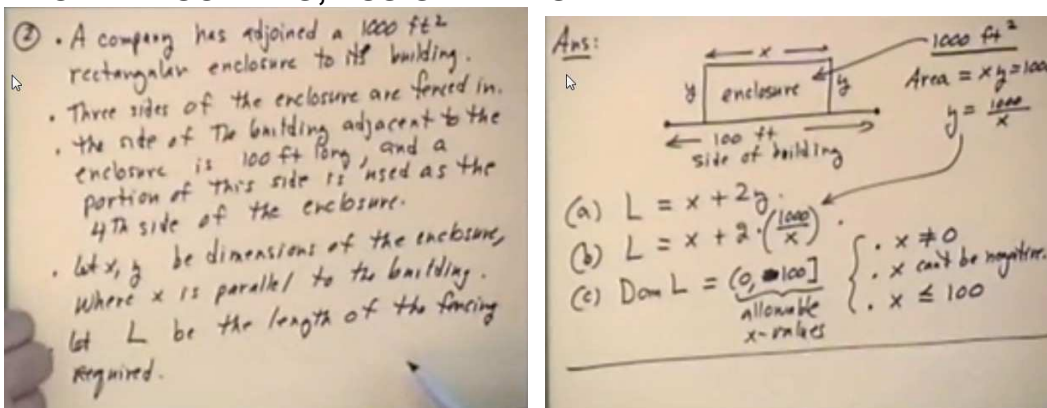 ② • A company has adjoined a 1000 ft²
rectangular enclosure to its building.
• Three sides of the enclosure are fenced in.
• the side of The building adjacent to the
enclosure is 100 ft long, and a
portion of this side is used as the
4th side of the enclosure.
• let x, y be dimensions of the enclosure,
where x is parallel to the building.
let L be the length of the fencing
required.
Ans:
x
1000 ft²
y enclosure y
Area = xy = 1000
y = 1000/x
100 ft
side of building
(a) L = x + 2y.
(b) L = x + 2·(1000/x).
(c) Dom L = (0, 100]
allowable
x-values
• x ≠ 0
• x can't be negative.
• x ≤ 100